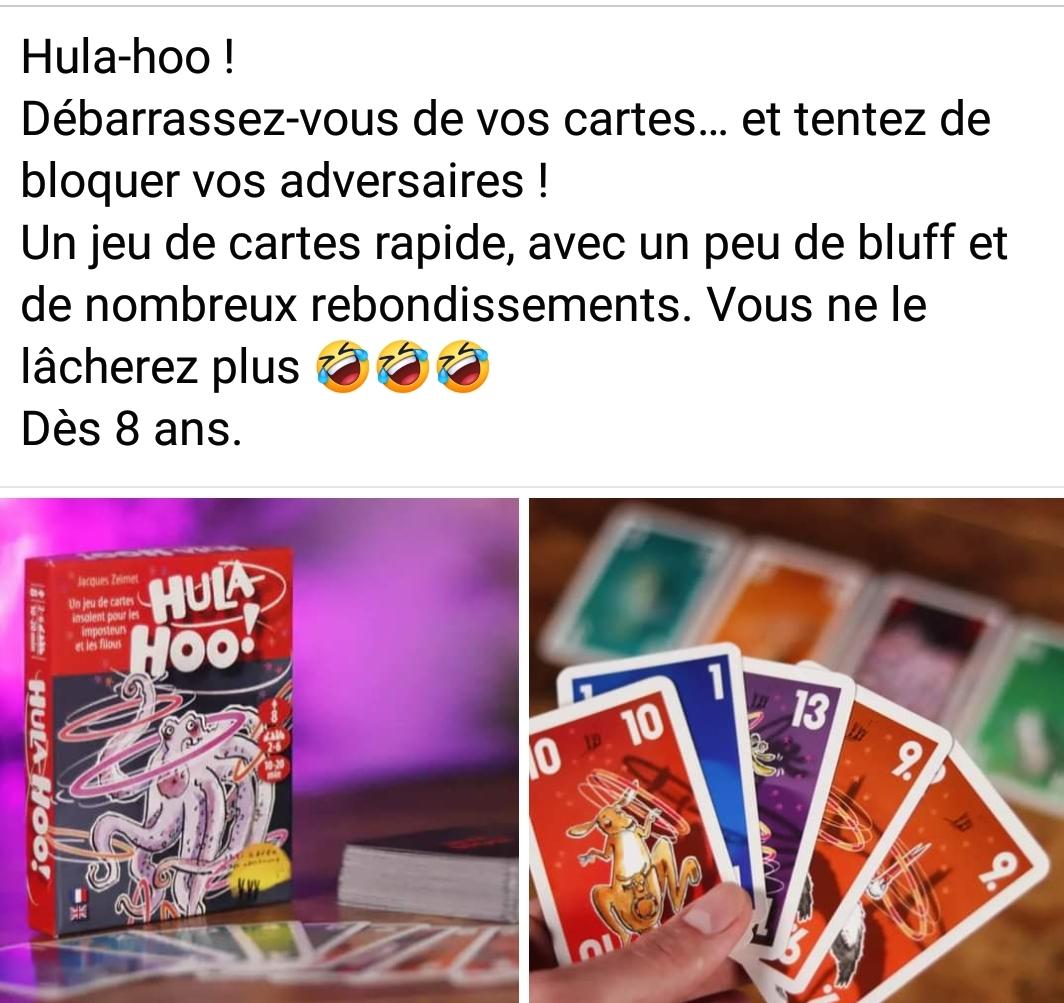 Hula-hoo !
Débarrassez-vous de vos cartes... et tentez de
bloquer vos adversaires !
Un jeu de cartes rapide, avec un peu de bluff et
de nombreux rebondissements. Vous ne le
lâcherez plus 🤣🤣🤣
Dès 8 ans.
Jacques Zeimet
Un jeu de cartes
insolent pour les
imposteurs
et les filous
HULA
HOO!
HULA HOO!
8
2-6
10-20
min
10
10
1
1
13
9.
9.